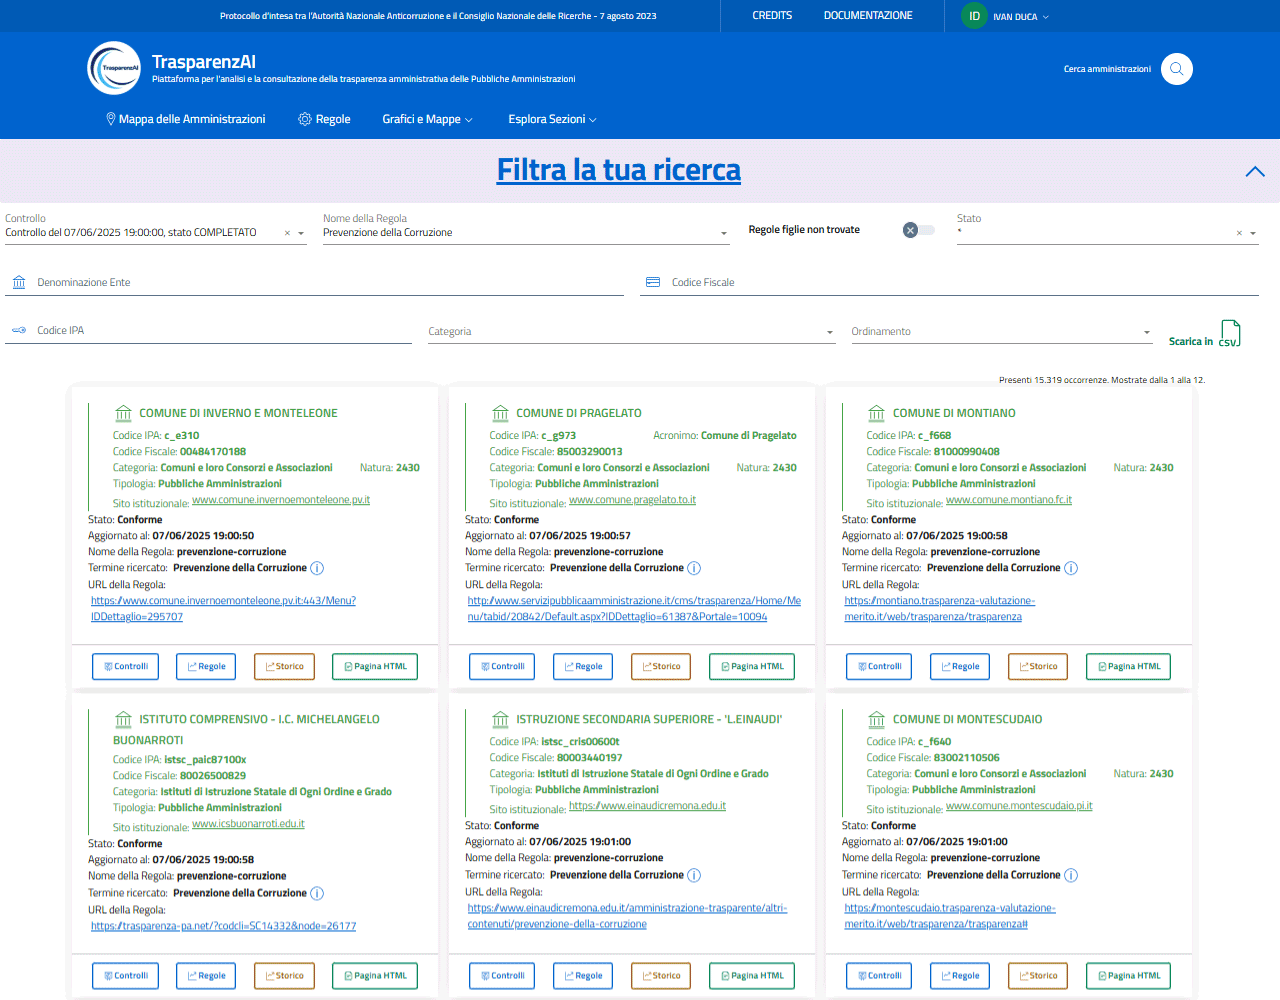 Protocollo d'intesa tra l'Autorità Nazionale Anticorruzione e il Consiglio Nazionale delle Ricerche - 7 agosto 2023
CREDITS
DOCUMENTAZIONE
ID
IVAN DUCA
TrasparenzAI
TrasparenzAI
Piattaforma per l'analisi e la consultazione della trasparenza amministrativa delle Pubbliche Amministrazioni
Cerca amministrazioni
Mappa delle Amministrazioni
Regole
Grafici e Mappe
Esplora Sezioni
Filtra la tua ricerca
Controllo
Controllo del 07/06/2025 19:00:00, stato COMPLETATO
×
Nome della Regola
Prevenzione della Corruzione
Regole figlie non trovate
Stato
*
×
Denominazione Ente
Codice Fiscale
Codice IPA
Categoria
Ordinamento
Scarica in
CSV
Presenti 15.319 occorrenze. Mostrate dalla 1 alla 12.
COMUNE DI INVERNO E MONTELEONE
Codice IPA: c_e310
Codice Fiscale: 00484170188
Categoria: Comuni e loro Consorzi e Associazioni Natura: 2430
Tipologia: Pubbliche Amministrazioni
Sito istituzionale: www.comune.invernoemonteleone.pv.it
Stato: Conforme
Aggiornato al: 07/06/2025 19:00:50
Nome della Regola: prevenzione-corruzione
Termine ricercato: Prevenzione della Corruzione
URL della Regola:
https://www.comune.invernoemonteleone.pv.it:443/Menu?
IDDettaglio=295707
Controlli
Regole
Storico
Pagina HTML
COMUNE DI PRAGELATO
Codice IPA: c_g973 Acronimo: Comune di Pragelato
Codice Fiscale: 85003290013
Categoria: Comuni e loro Consorzi e Associazioni Natura: 2430
Tipologia: Pubbliche Amministrazioni
Sito istituzionale: www.comune.pragelato.to.it
Stato: Conforme
Aggiornato al: 07/06/2025 19:00:57
Nome della Regola: prevenzione-corruzione
Termine ricercato: Prevenzione della Corruzione
URL della Regola:
http://www.servizipubblicaamministrazione.it/cms/trasparenza/Home/Me
nu/tabid/20842/Default.aspx?IDDettaglio=61387&Portale=10094
Controlli
Regole
Storico
Pagina HTML
COMUNE DI MONTIANO
Codice IPA: c_f668
Codice Fiscale: 81000990408
Categoria: Comuni e loro Consorzi e Associazioni Natura: 2430
Tipologia: Pubbliche Amministrazioni
Sito istituzionale: www.comune.montiano.fc.it
Stato: Conforme
Aggiornato al: 07/06/2025 19:00:58
Nome della Regola: prevenzione-corruzione
Termine ricercato: Prevenzione della Corruzione
URL della Regola:
https://montiano.trasparenza-valutazione-
merito.it/web/trasparenza/trasparenza
Controlli
Regole
Storico
Pagina HTML
ISTITUTO COMPRENSIVO - I.C. MICHELANGELO
BUONARROTI
Codice IPA: istsc_paic87100x
Codice Fiscale: 80026500829
Categoria: Istituti di Istruzione Statale di Ogni Ordine e Grado
Tipologia: Pubbliche Amministrazioni
Sito istituzionale: www.icsbuonarroti.edu.it
Stato: Conforme
Aggiornato al: 07/06/2025 19:00:58
Nome della Regola: prevenzione-corruzione
Termine ricercato: Prevenzione della Corruzione
URL della Regola:
https://trasparenza-pa.net/?codcli=SC14332&node=26177
Controlli
Regole
Storico
Pagina HTML
ISTRUZIONE SECONDARIA SUPERIORE - 'L.EINAUDI'
Codice IPA: istsc_cris00600t
Codice Fiscale: 80003440197
Categoria: Istituti di Istruzione Statale di Ogni Ordine e Grado
Tipologia: Pubbliche Amministrazioni
Sito istituzionale: https://www.einaudicremona.edu.it
Stato: Conforme
Aggiornato al: 07/06/2025 19:01:00
Nome della Regola: prevenzione-corruzione
Termine ricercato: Prevenzione della Corruzione
URL della Regola:
https://www.einaudicremona.edu.it/amministrazione-trasparente/altri-
contenuti/prevenzione-della-corruzione
Controlli
Regole
Storico
Pagina HTML
COMUNE DI MONTESCUDAIO
Codice IPA: c_f640
Codice Fiscale: 83002110506
Categoria: Comuni e loro Consorzi e Associazioni Natura: 2430
Tipologia: Pubbliche Amministrazioni
Sito istituzionale: www.comune.montescudaio.pi.it
Stato: Conforme
Aggiornato al: 07/06/2025 19:01:00
Nome della Regola: prevenzione-corruzione
Termine ricercato: Prevenzione della Corruzione
URL della Regola:
https://montescudaio.trasparenza-valutazione-
merito.it/web/trasparenza/trasparenza#
Controlli
Regole
Storico
Pagina HTML